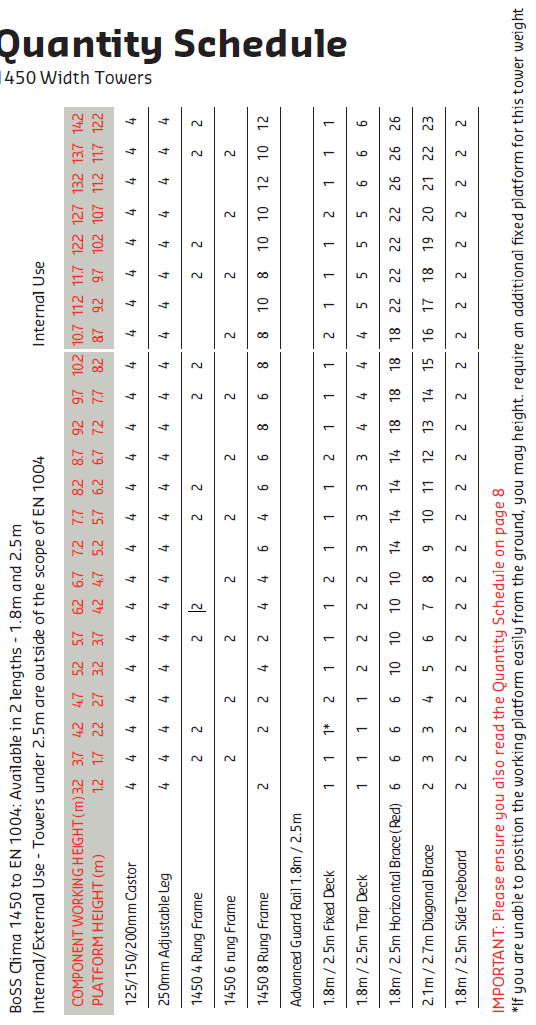 Quantity Schedule
1450 Width Towers
BoSS Clima 1450 to EN 1004: Available in 2 lengths - 1.8m and 2.5m
Internal/External Use - Towers under 2.5m are outside of the scope of EN 1004 Internal Use
COMPONENT WORKING HEIGHT (m) 3.2 3.7 4.2 4.7 5.2 5.7 6.2 6.7 7.2 7.7 8.2 8.7 9.2 9.7 10.2 10.7 11.2 11.7 12.2 12.7 13.2 13.7 14.2
PLATFORM HEIGHT (m) 1.2 1.7 2.2 2.7 3.2 3.7 4.2 4.7 5.2 5.7 6.2 6.7 7.2 7.7 8.2 8.7 9.2 9.7 10.2 10.7 11.2 11.7 12.2
125/150/200mm Castor 4 4 4 4 4 4 4 4 4 4 4 4 4 4 4 4 4 4 4 4 4 4 4
250mm Adjustable Leg 4 4 4 4 4 4 4 4 4 4 4 4 4 4 4 4 4 4 4 4 4 4 4
1450 4 Rung Frame 2 2 2 2 2 2 2 2 2 2 2 2
1450 6 rung Frame 2 2 2 2 2 2 2 2 2 2 2
1450 8 Rung Frame 2 2 2 4 2 4 4 6 4 6 6 8 6 8 8 10 8 10 10 12 10 12
Advanced Guard Rail 1.8m / 2.5m
1.8m / 2.5m Fixed Deck 1 1 1* 2 1 1 1 2 1 1 1 2 1 1 1 2 1 1 1 2 1 1 1
1.8m / 2.5m Trap Deck 1 1 1 1 2 2 2 2 3 3 3 3 4 4 4 4 5 5 5 5 6 6 6
1.8m / 2.5m Horizontal Brace (Red) 6 6 6 6 10 10 10 10 14 14 14 14 18 18 18 18 22 22 22 22 26 26 26
2.1m / 2.7m Diagonal Brace 2 3 3 4 5 6 7 8 9 10 11 12 13 14 15 16 17 18 19 20 21 22 23
1.8m / 2.5m Side Toeboard 2 2 2 2 2 2 2 2 2 2 2 2 2 2 2 2 2 2 2 2 2 2 2
IMPORTANT: Please ensure you also read the Quantity Schedule on page 8
*If you are unable to position the working platform easily from the ground, you may height. require an additional fixed platform for this tower weight